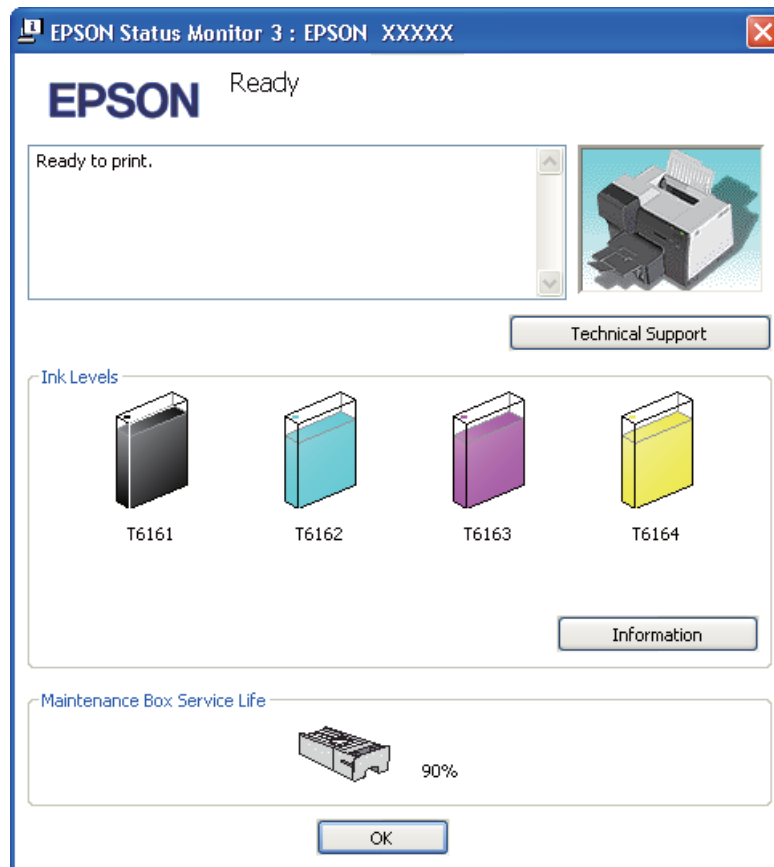 EPSON Status Monitor 3 : EPSON XXXXX
EPSON
Ready
Ready to print.
Technical Support
Ink Levels
T6161 T6162 T6163 T6164
Information
Maintenance Box Service Life
90%
OK